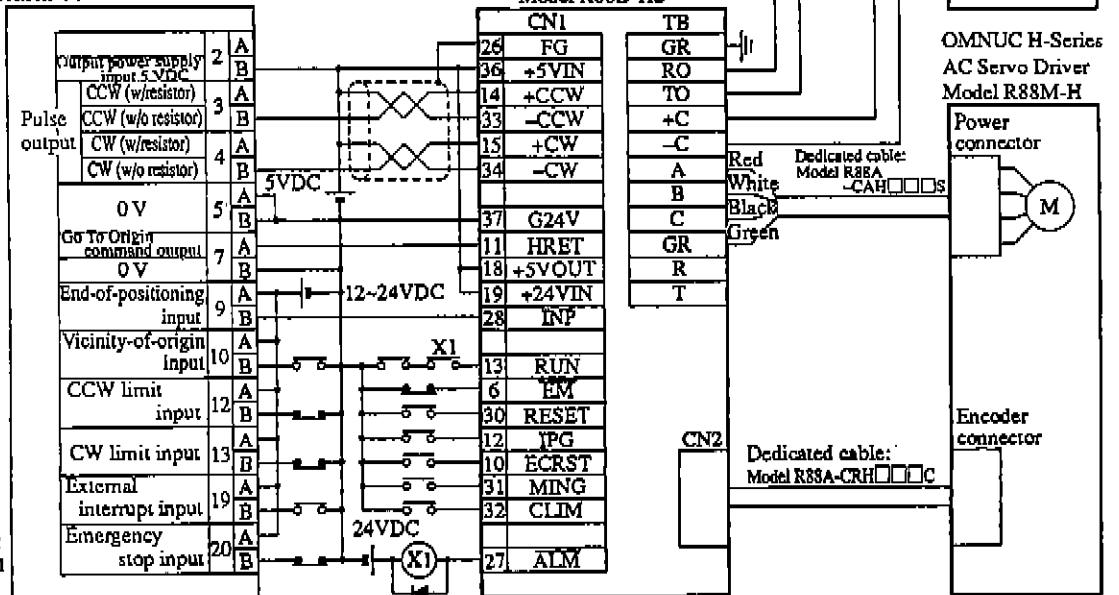 CN1
TB
26 FG
GR
OMNUC H-Series
AC Servo Driver
Model R88M-H
Output power supply
input 5 VDC
2
A
B
36 +5VIN
RO
Pulse
output
CCW (w/resistor)
CCW (w/o resistor)
3
A
B
14 +CCW
TO
33 -CCW
+C
CW (w/resistor)
CW (w/o resistor)
4
A
B
15 +CW
-C
34 -CW
A
Red
White
Black
Green
Dedicated cable:
Model R88A
-CAH□□□S
Power
connector
M
5VDC
0 V
5
A
B
B
37 G24V
C
Go To Origin
command output
0 V
7
A
B
11 HRET
GR
18 +5VOUT
R
End-of-positioning
input
9
A
B
12~24VDC
19 +24VIN
T
28 INP
Vicinity-of-origin
input
10
A
B
X1
13 RUN
CCW limit
input
12
A
B
6 EM
30 RESET
CW limit input
13
A
B
12 IPG
10 ECRST
CN2
Dedicated cable:
Model R88A-CRH□□□C
Encoder
connector
External
interrupt input
19
A
B
31 MING
32 CLIM
Emergency
stop input
20
A
B
24VDC
X1
27 ALM